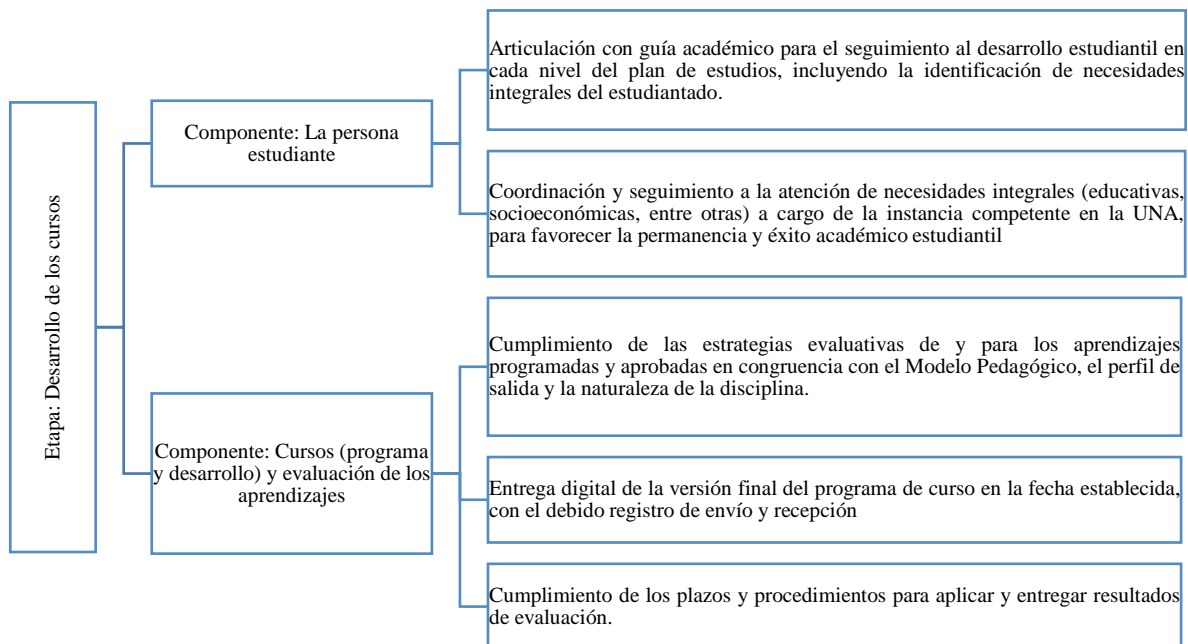 Etapa: Desarrollo de los cursos
Componente: La persona
estudiante
Articulación con guía académico para el seguimiento al desarrollo estudiantil en
cada nivel del plan de estudios, incluyendo la identificación de necesidades
integrales del estudiantado.
Coordinación y seguimiento a la atención de necesidades integrales (educativas,
socioeconómicas, entre otras) a cargo de la instancia competente en la UNA,
para favorecer la permanencia y éxito académico estudiantil
Componente: Cursos (programa
y desarrollo) y evaluación de los
aprendizajes
Cumplimiento de las estrategias evaluativas de y para los aprendizajes
programadas y aprobadas en congruencia con el Modelo Pedagógico, el perfil de
salida y la naturaleza de la disciplina.
Entrega digital de la versión final del programa de curso en la fecha establecida,
con el debido registro de envío y recepción
Cumplimiento de los plazos y procedimientos para aplicar y entregar resultados
de evaluación.